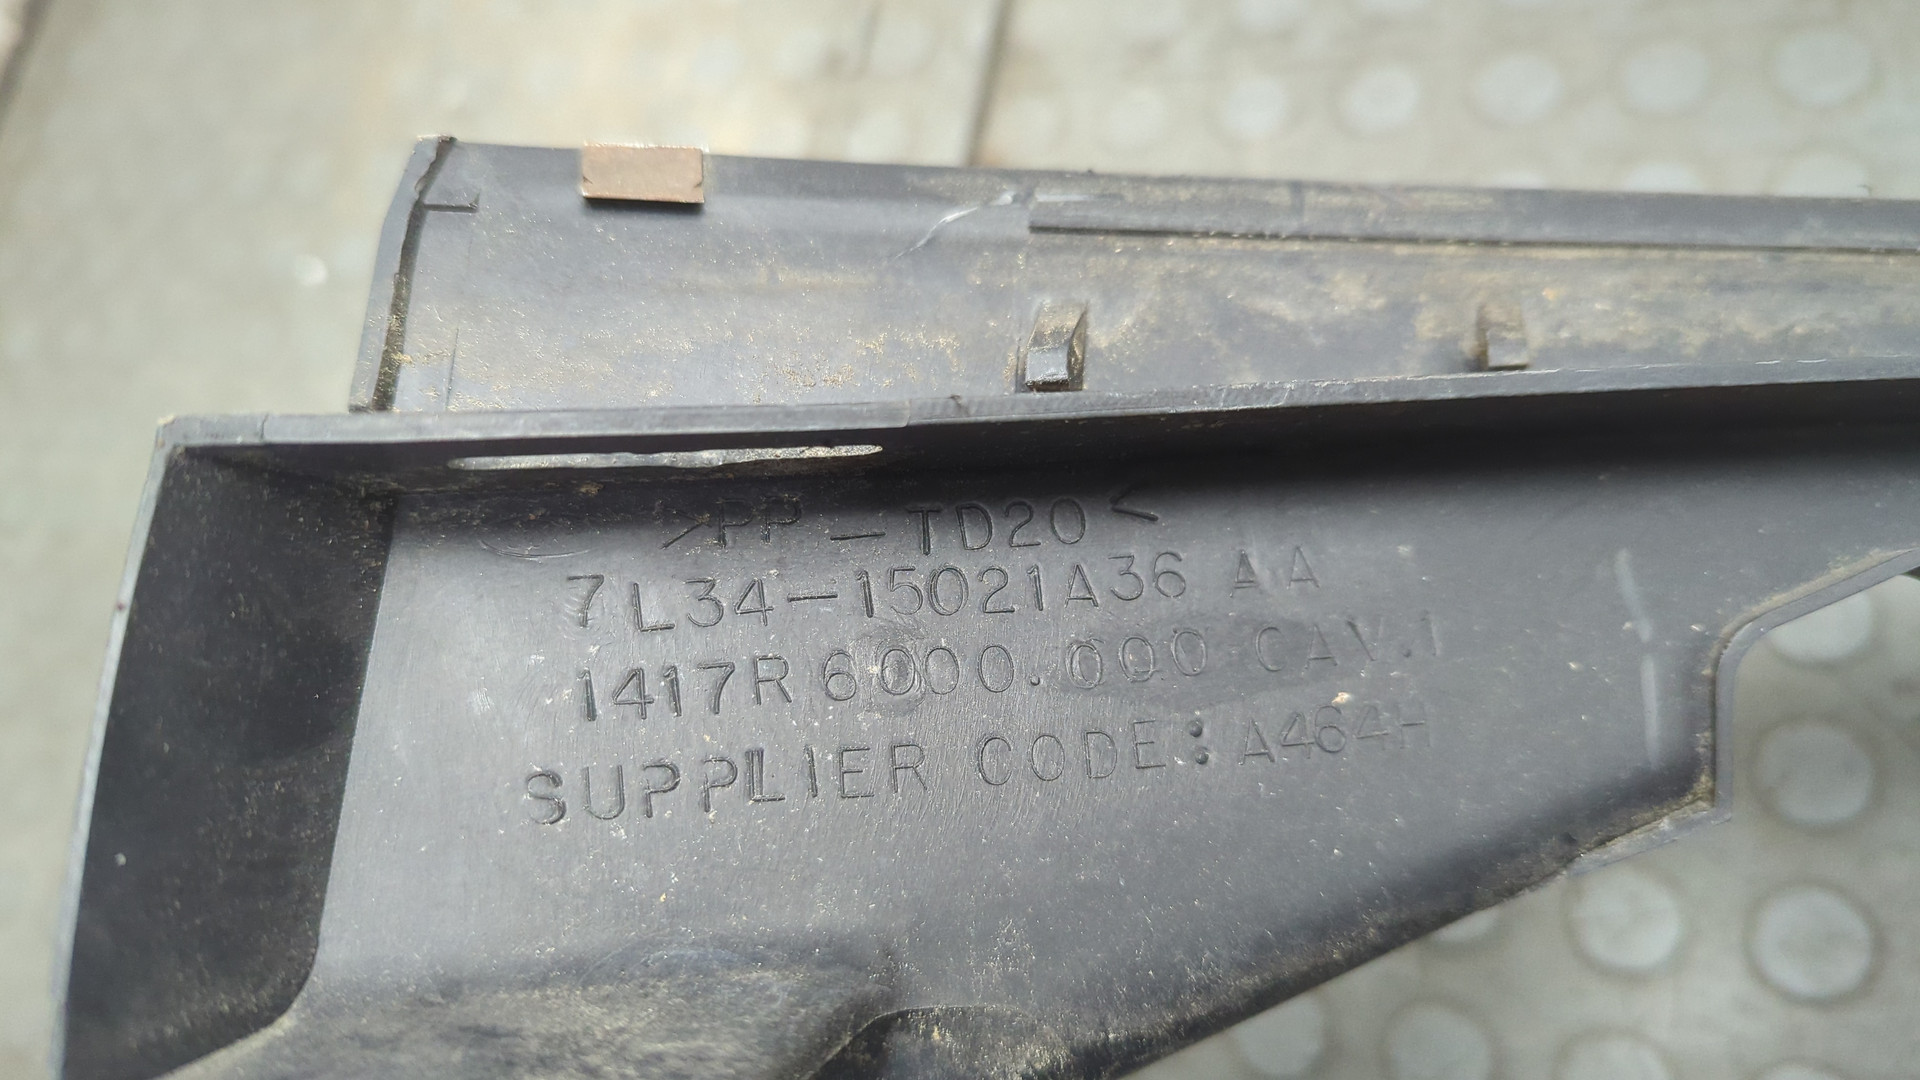 >PP-TD20<
7L34-15021A36 AA
1417R6000.000 CAV.1
SUPPLIER CODE: A464H